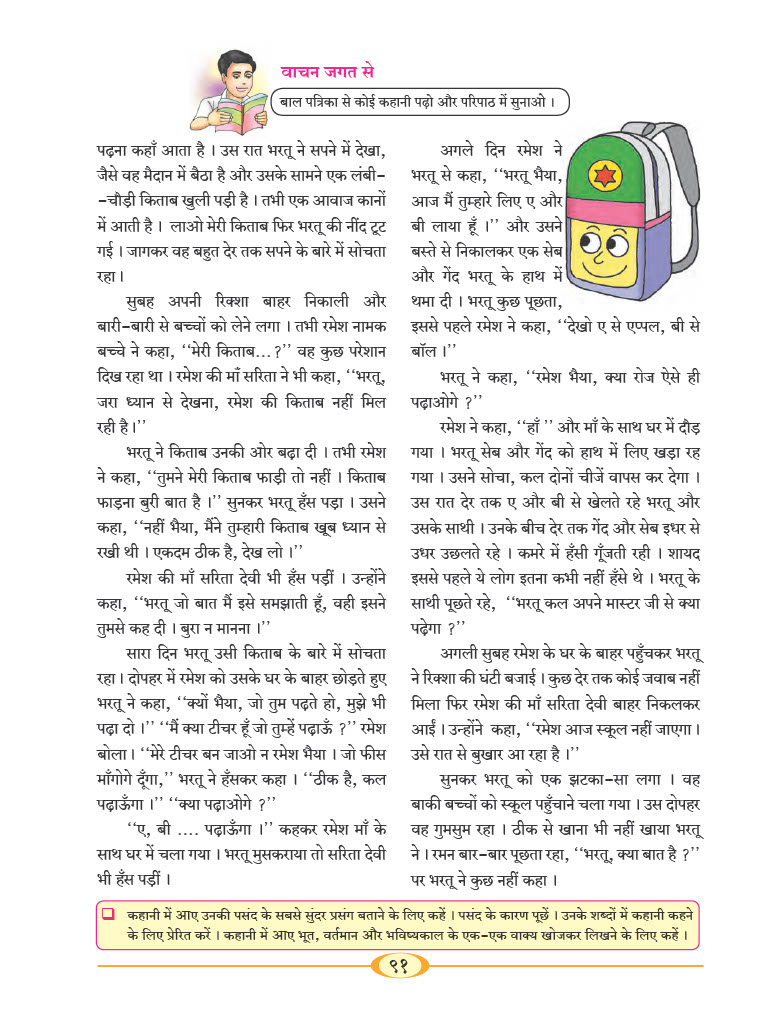 वाचन जगत से
बाल पत्रिका से कोई कहानी पढ़ो और परिपाठ में सुनाओ ।
पढ़ना कहाँ आता है । उस रात भरतू ने सपने में देखा,
जैसे वह मैदान में बैठा है और उसके सामने एक लंबी-
-चौड़ी किताब खुली पड़ी है । तभी एक आवाज कानों
में आती है । लाओ मेरी किताब फिर भरतू की नींद टूट
गई । जागकर वह बहुत देर तक सपने के बारे में सोचता
रहा ।
सुबह अपनी रिक्शा बाहर निकाली और
बारी-बारी से बच्चों को लेने लगा । तभी रमेश नामक
बच्चे ने कहा, ‘‘मेरी किताब...?’’ वह कुछ परेशान
दिख रहा था । रमेश की माँ सरिता ने भी कहा, ‘‘भरतू,
जरा ध्यान से देखना, रमेश की किताब नहीं मिल
रही है ।’’
भरतू ने किताब उनकी ओर बढ़ा दी । तभी रमेश
ने कहा, ‘‘तुमने मेरी किताब फाड़ी तो नहीं । किताब
फाड़ना बुरी बात है ।’’ सुनकर भरतू हँस पड़ा । उसने
कहा, ‘‘नहीं भैया, मैंने तुम्हारी किताब खूब ध्यान से
रखी थी । एकदम ठीक है, देख लो ।’’
रमेश की माँ सरिता देवी भी हँस पड़ीं । उन्होंने
कहा, ‘‘भरतू जो बात मैं इसे समझाती हूँ, वही इसने
तुमसे कह दी । बुरा न मानना ।’’
सारा दिन भरतू उसी किताब के बारे में सोचता
रहा । दोपहर में रमेश को उसके घर के बाहर छोड़ते हुए
भरतू ने कहा, ‘‘क्यों भैया, जो तुम पढ़ते हो, मुझे भी
पढ़ा दो ।’’ ‘‘मैं क्या टीचर हूँ जो तुम्हें पढ़ाऊँ ?’’ रमेश
बोला । ‘‘मेरे टीचर बन जाओ न रमेश भैया । जो फीस
माँगोगे दूँगा,’’ भरतू ने हँसकर कहा । ‘‘ठीक है, कल
पढ़ाऊँगा ।’’ ‘‘क्या पढ़ाओगे ?’’
‘‘ए, बी .... पढ़ाऊँगा ।’’ कहकर रमेश माँ के
साथ घर में चला गया । भरतू मुसकराया तो सरिता देवी
भी हँस पड़ीं ।
अगले दिन रमेश ने
भरतू से कहा, ‘‘भरतू भैया,
आज मैं तुम्हारे लिए ए और
बी लाया हूँ ।’’ और उसने
बस्ते से निकालकर एक सेब
और गेंद भरतू के हाथ में
थमा दी । भरतू कुछ पूछता,
इससे पहले रमेश ने कहा, ‘‘देखो ए से एप्पल, बी से
बॉल ।’’
भरतू ने कहा, ‘‘रमेश भैया, क्या रोज ऐसे ही
पढ़ाओगे ?’’
रमेश ने कहा, ‘‘हाँ ’’ और माँ के साथ घर में दौड़
गया । भरतू सेब और गेंद को हाथ में लिए खड़ा रह
गया । उसने सोचा, कल दोनों चीजें वापस कर देगा ।
उस रात देर तक ए और बी से खेलते रहे भरतू और
उसके साथी । उनके बीच देर तक गेंद और सेब इधर से
उधर उछलते रहे । कमरे में हँसी गूँजती रही । शायद
इससे पहले ये लोग इतना कभी नहीं हँसे थे । भरतू के
साथी पूछते रहे, ‘‘भरतू कल अपने मास्टर जी से क्या
पढ़ेगा ?’’
अगली सुबह रमेश के घर के बाहर पहुँचकर भरतू
ने रिक्शा की घंटी बजाई । कुछ देर तक कोई जवाब नहीं
मिला फिर रमेश की माँ सरिता देवी बाहर निकलकर
आईं । उन्होंने कहा, ‘‘रमेश आज स्कूल नहीं जाएगा ।
उसे रात से बुखार आ रहा है ।’’
सुनकर भरतू को एक झटका-सा लगा । वह
बाकी बच्चों को स्कूल पहुँचाने चला गया । उस दोपहर
वह गुमसुम रहा । ठीक से खाना भी नहीं खाया भरतू
ने । रमन बार-बार पूछता रहा, ‘‘भरतू, क्या बात है ?’’
पर भरतू ने कुछ नहीं कहा ।
❑ कहानी में आए उनकी पसंद के सबसे सुंदर प्रसंग बताने के लिए कहें । पसंद के कारण पूछें । उनके शब्दों में कहानी कहने
के लिए प्रेरित करें । कहानी में आए भूत, वर्तमान और भविष्यकाल के एक-एक वाक्य खोजकर लिखने के लिए कहें ।
९१